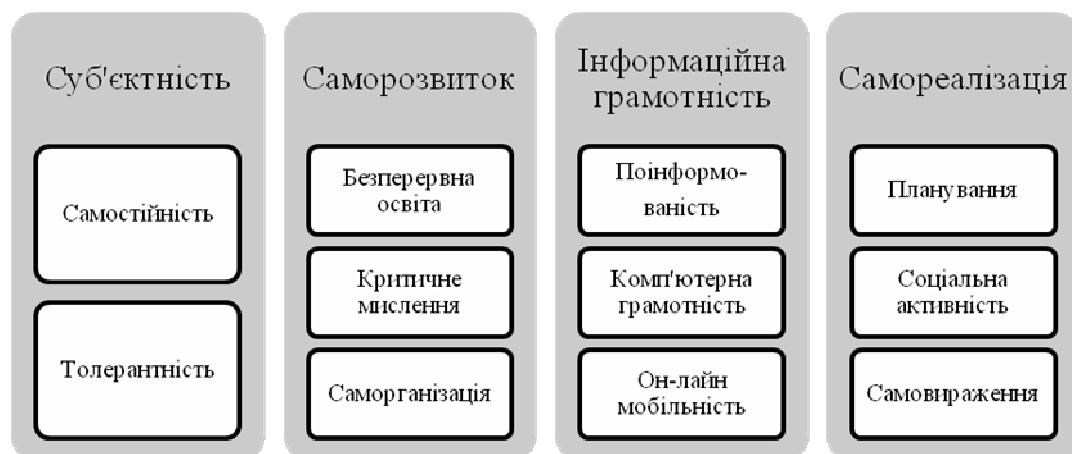 Суб'єктність
Самостійність
Толерантність
Саморозвиток
Безперервна
освіта
Критичне
мислення
Саморганізація
Інформаційна
грамотність
Поінформо-
ваність
Комп'ютерна
грамотність
Он-лайн
мобільність
Самореалізація
Планування
Соціальна
активність
Самовираження